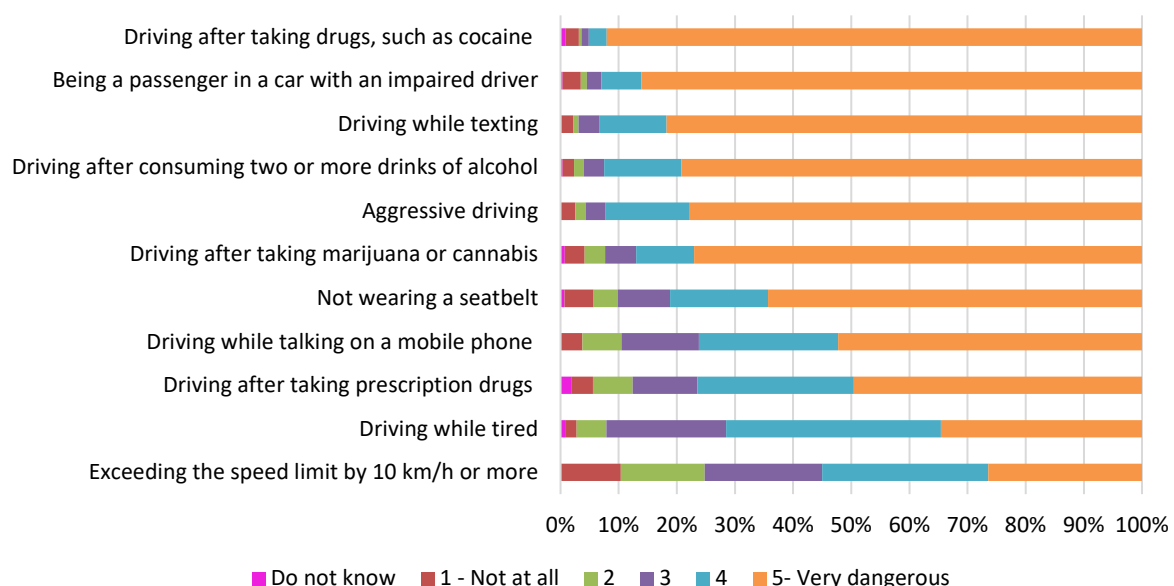 Driving after taking drugs, such as cocaine
Being a passenger in a car with an impaired driver
Driving while texting
Driving after consuming two or more drinks of alcohol
Aggressive driving
Driving after taking marijuana or cannabis
Not wearing a seatbelt
Driving while talking on a mobile phone
Driving after taking prescription drugs
Driving while tired
Exceeding the speed limit by 10 km/h or more
0% 10% 20% 30% 40% 50% 60% 70% 80% 90% 100%
Do not know 1 - Not at all 2 3 4 5- Very dangerous